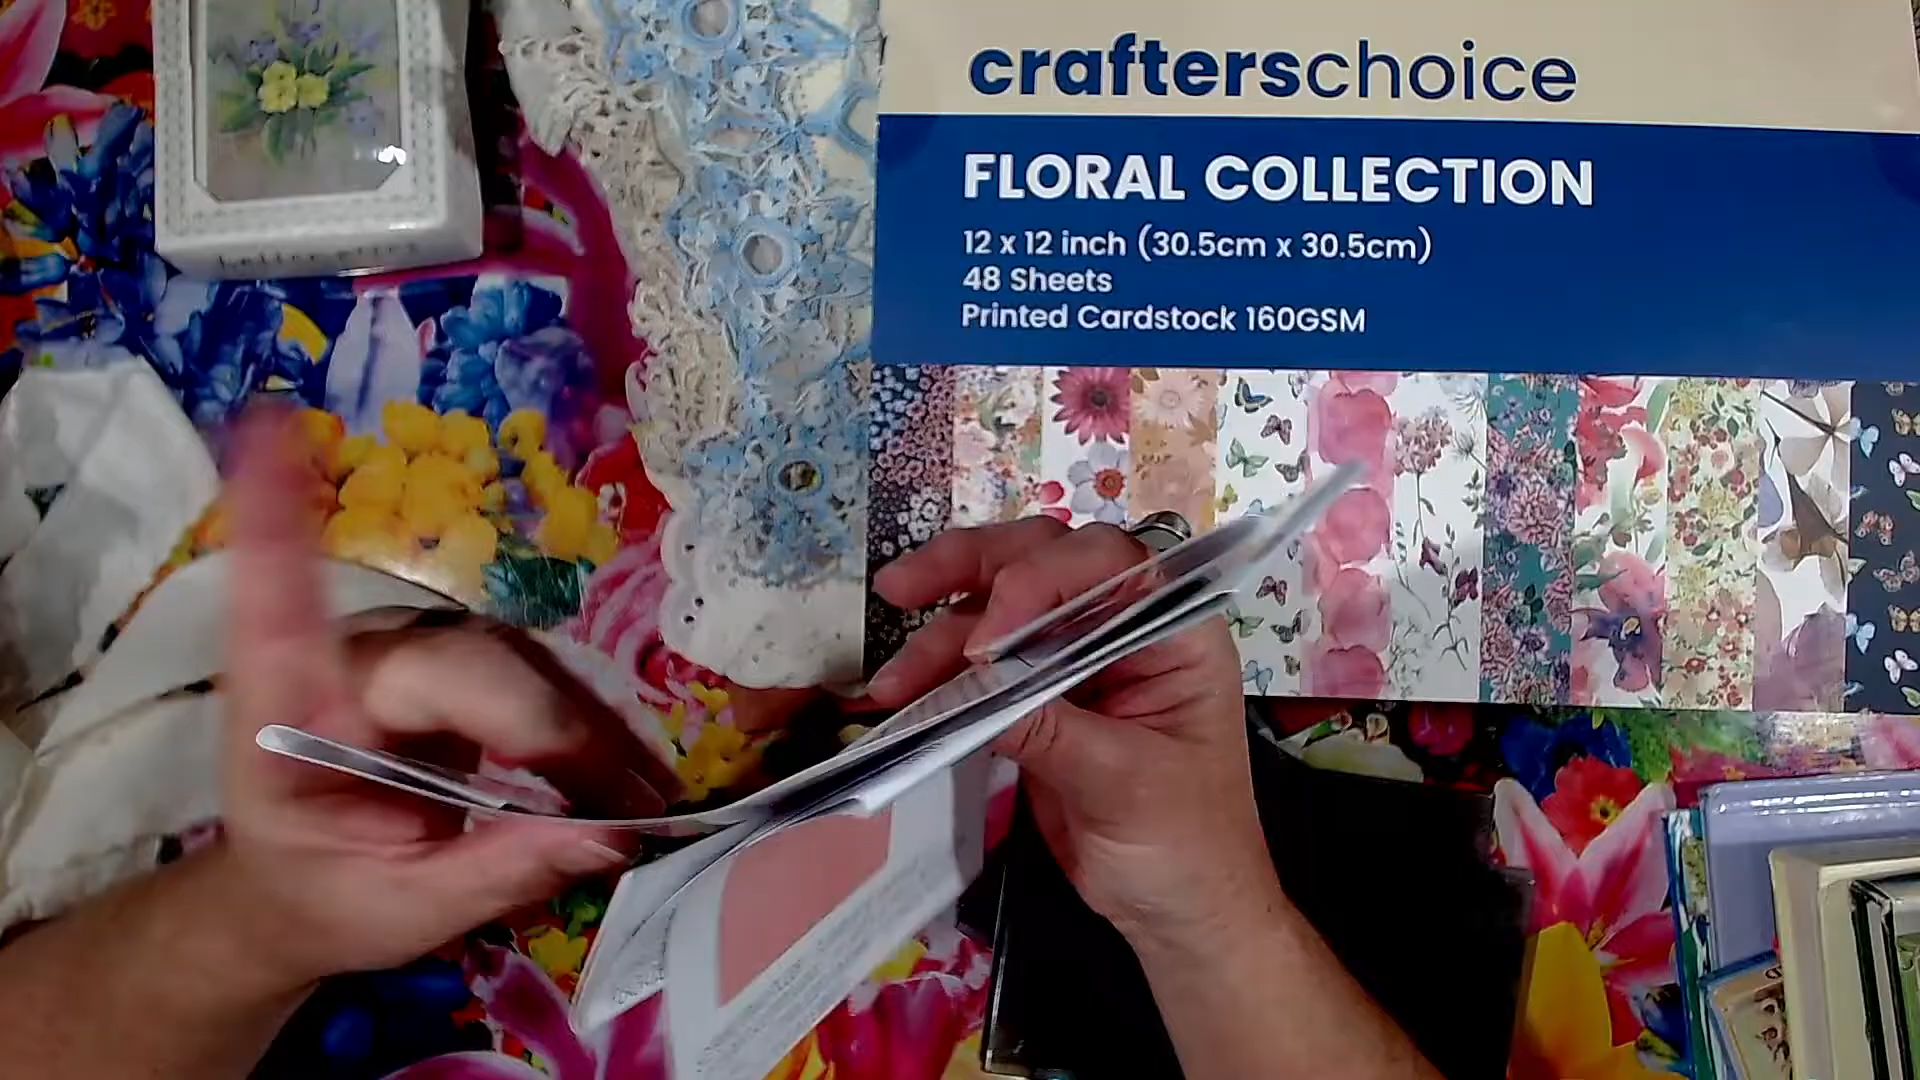 crafterschoice
FLORAL COLLECTION
12 x 12 inch (30.5cm x 30.5cm)
48 Sheets
Printed Cardstock 160GSM